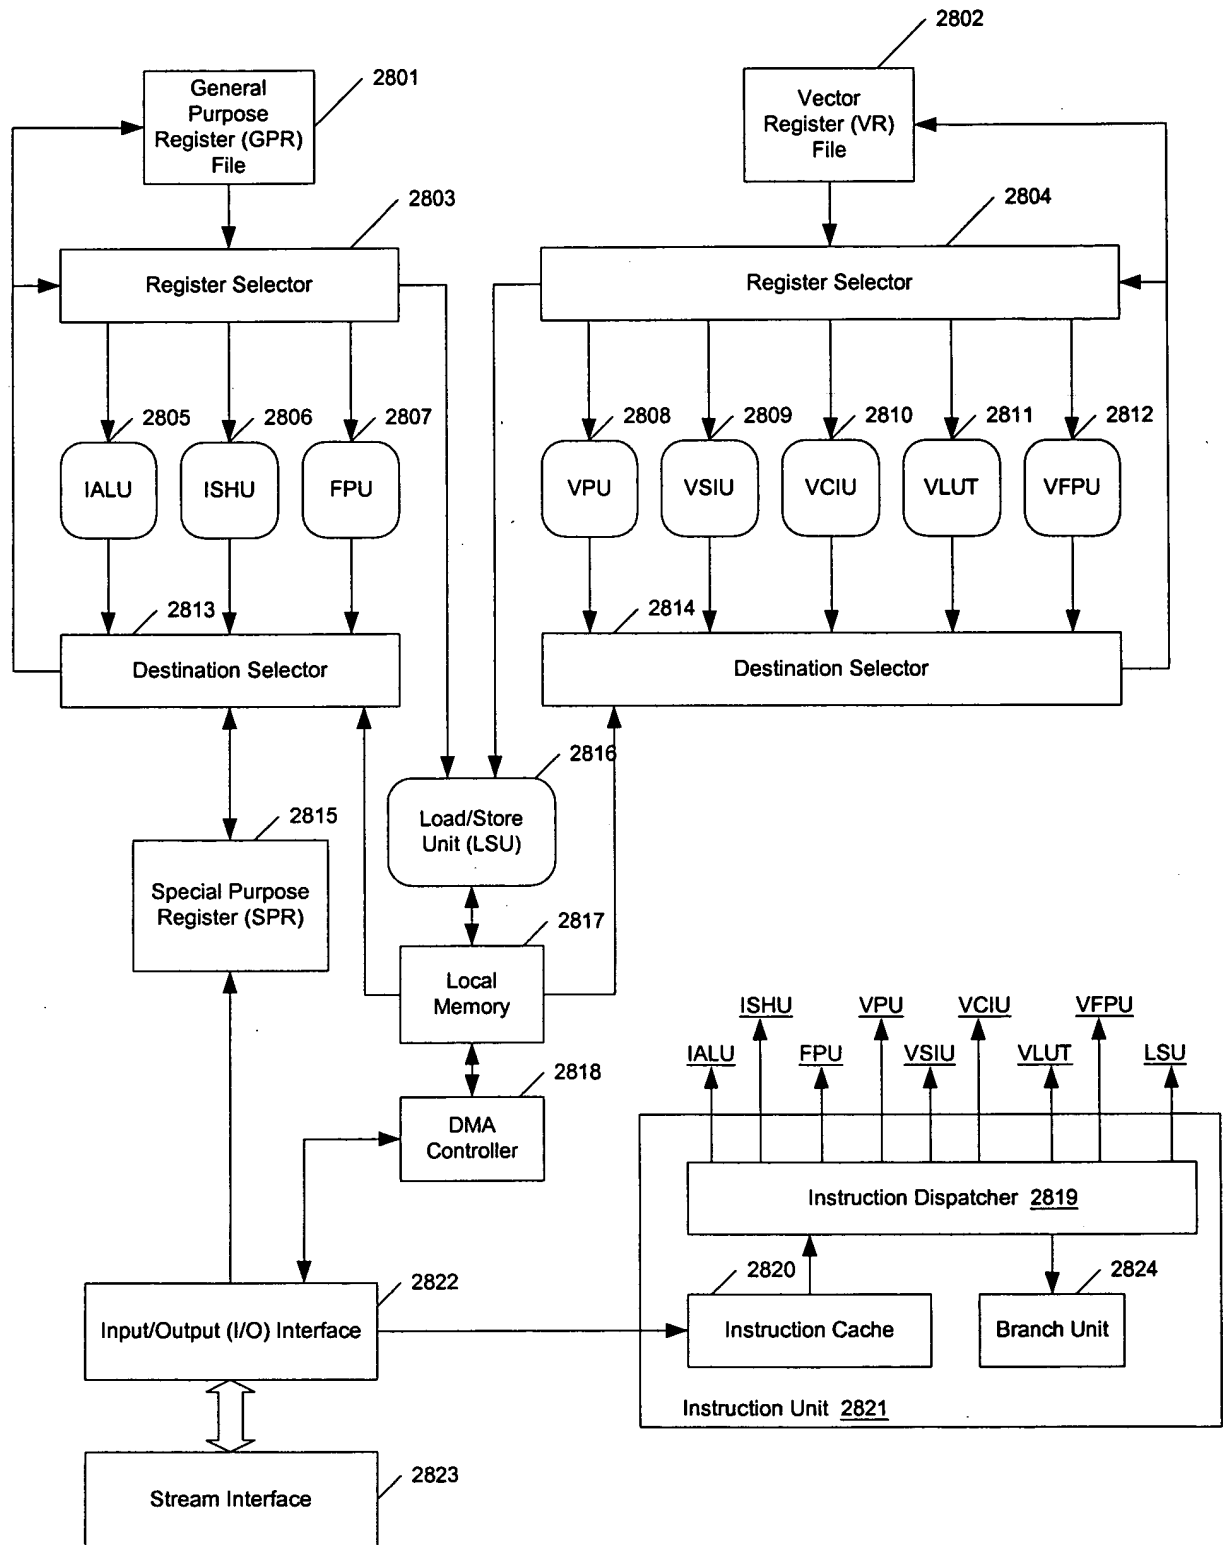 2802
2801
General
Purpose
Register (GPR)
File
Vector
Register (VR)
File
2803
2804
Register Selector
Register Selector
2805
2806
2807
2808
2809
2810
2811
2812
IALU
ISHU
FPU
VPU
VSIU
VCIU
VLUT
VFPU
2813
2814
Destination Selector
Destination Selector
2816
Load/Store
Unit (LSU)
2815
Special Purpose
Register (SPR)
2817
Local
Memory
2818
DMA
Controller
ISHU
VPU
VCIU
VFPU
IALU
FPU
VSIU
VLUT
LSU
Instruction Dispatcher 2819
2820
2824
Instruction Cache
Branch Unit
Instruction Unit 2821
2822
Input/Output (I/O) Interface
2823
Stream Interface